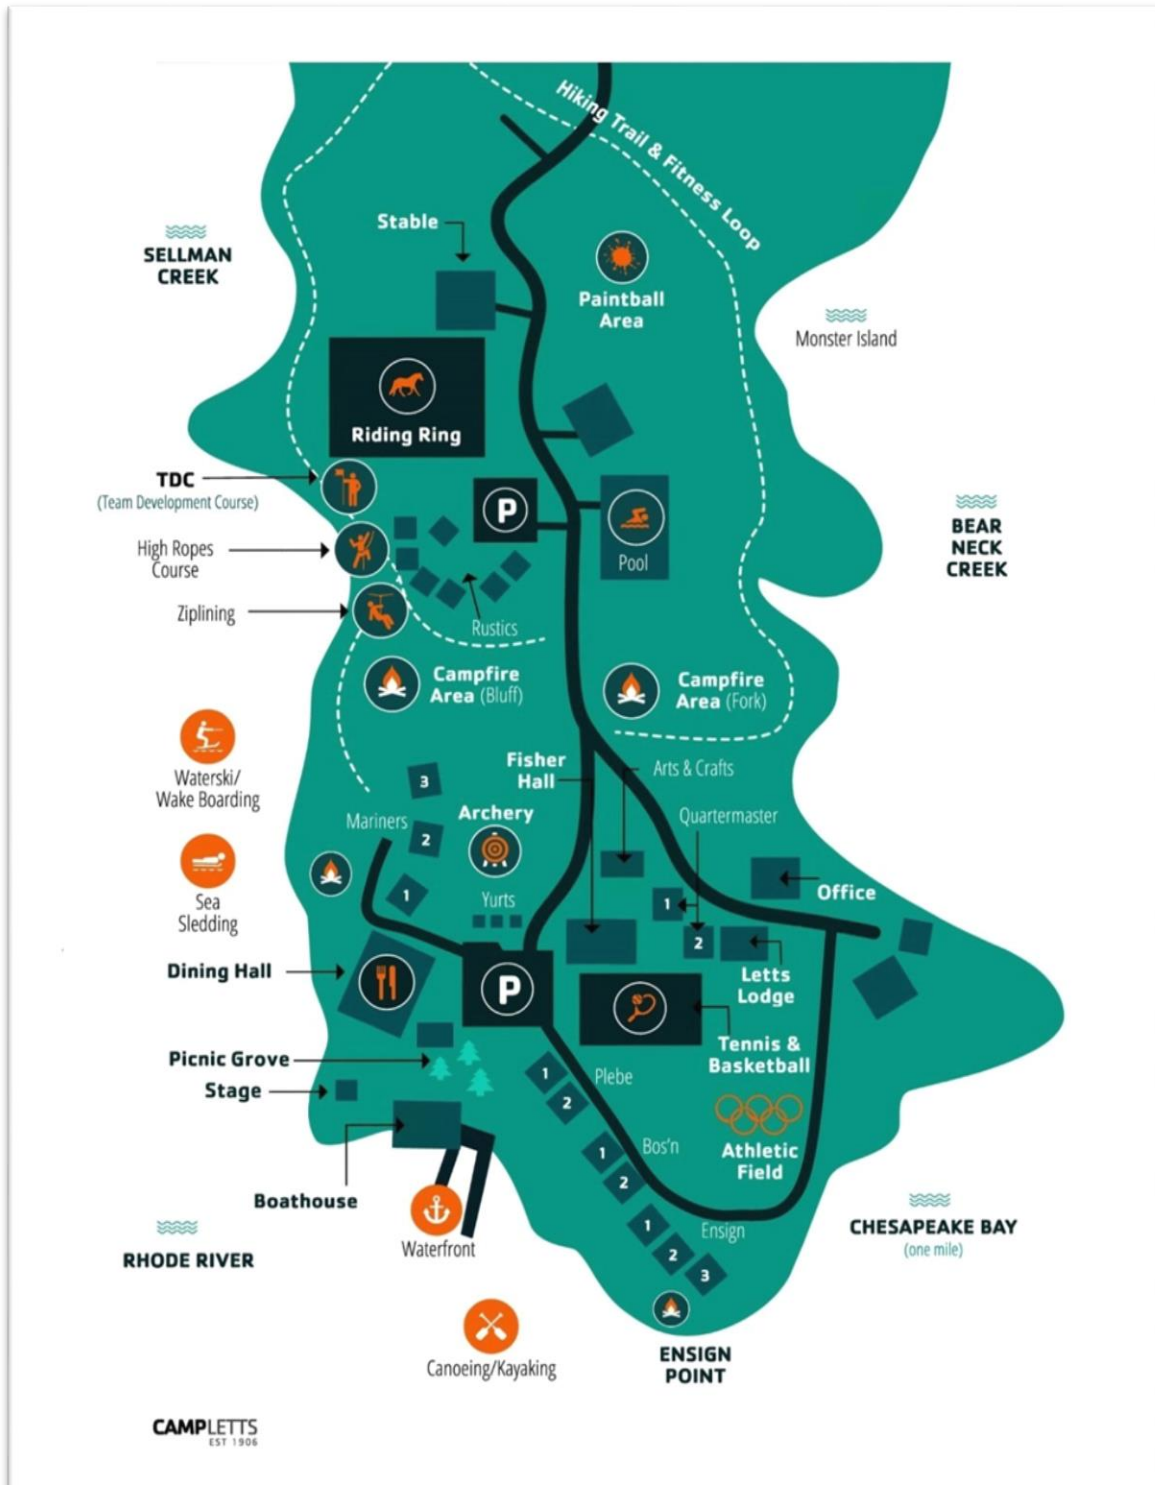 Hiking Trail & Fitness Loop
Stable
SELLMAN
CREEK
Paintball
Area
Monster Island
Riding Ring
TDC
(Team Development Course)
P
Pool
BEAR
NECK
CREEK
High Ropes
Course
Ziplining
Rustics
Campfire
Area (Bluff)
Campfire
Area (Fork)
Waterski/
Wake Boarding
Fisher
Hall
Arts & Crafts
3
Archery
Quartermaster
Mariners
2
Sea
Sledding
1
Yurts
1
Office
2
Dining Hall
P
Letts
Lodge
Tennis &
Basketball
Picnic Grove
Stage
1
Plebe
2
Athletic
Field
Bos'n
1
2
Boathouse
Waterfront
1
Ensign
2
3
RHODE RIVER
CHESAPEAKE BAY
(one mile)
Canoeing/Kayaking
ENSIGN
POINT
CAMPLETTS
EST 1906